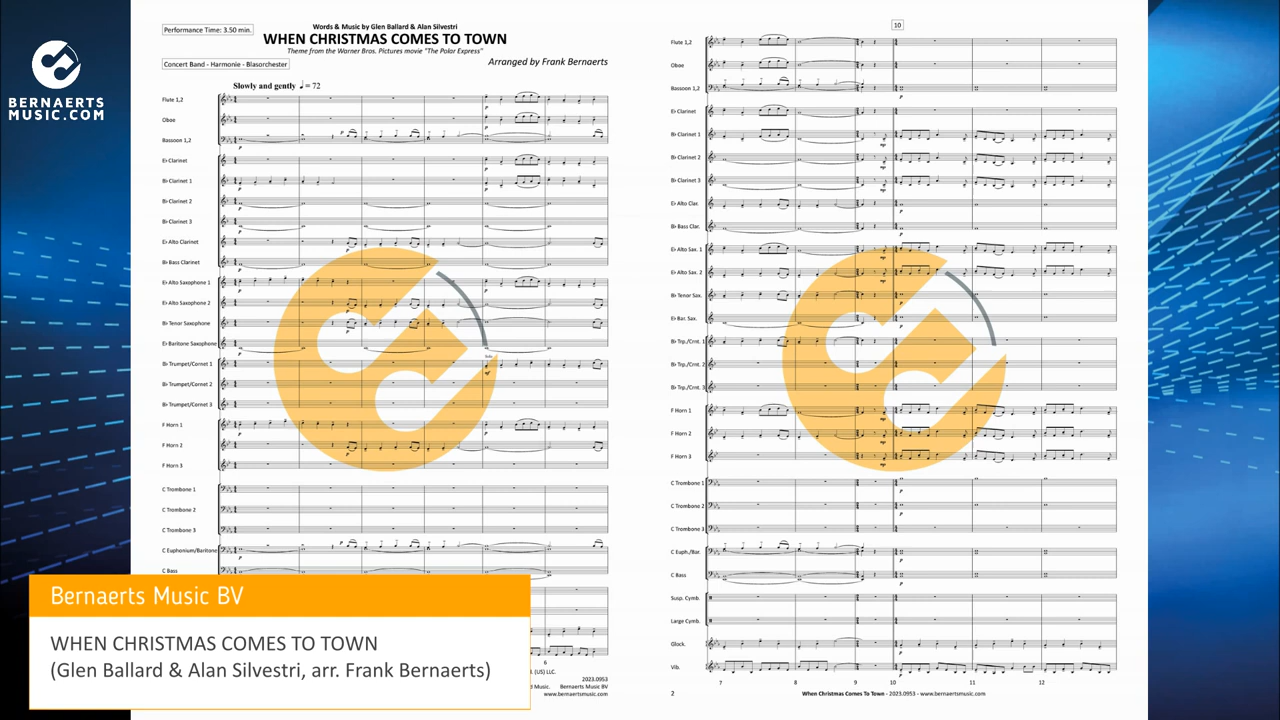 BERNAERTS
MUSIC.COM
Performance Time: 3.50 min.
Words & Music by Glen Ballard & Alan Silvestri
WHEN CHRISTMAS COMES TO TOWN
Theme from the Warner Bros. Pictures movie "The Polar Express"
Concert Band - Harmonie - Blasorchester
Arranged by Frank Bernaerts
Slowly and gently ♩ = 72
Flute 1,2
Oboe
Bassoon 1,2
E♭ Clarinet
B♭ Clarinet 1
B♭ Clarinet 2
B♭ Clarinet 3
E♭ Alto Clarinet
B♭ Bass Clarinet
E♭ Alto Saxophone 1
E♭ Alto Saxophone 2
B♭ Tenor Saxophone
E♭ Baritone Saxophone
B♭ Trumpet/Cornet 1
B♭ Trumpet/Cornet 2
B♭ Trumpet/Cornet 3
F Horn 1
F Horn 2
F Horn 3
C Trombone 1
C Trombone 2
C Trombone 3
C Euphonium/Baritone
C Bass
6
(US) LLC.
2023.0953
Music. Bernaerts Music BV
www.bernaertsmusic.com
10
Flute 1,2
Oboe
Bassoon 1,2
E♭ Clarinet
B♭ Clarinet 1
B♭ Clarinet 2
B♭ Clarinet 3
E♭ Alto Clar.
B♭ Bass Clar.
E♭ Alto Sax. 1
E♭ Alto Sax. 2
B♭ Tenor Sax.
E♭ Bar. Sax.
B♭ Trp./Crnt. 1
B♭ Trp./Crnt. 2
B♭ Trp./Crnt. 3
F Horn 1
F Horn 2
F Horn 3
C Trombone 1
C Trombone 2
C Trombone 3
C Euph./Bar.
C Bass
Susp. Cymb.
Large Cymb.
Glock.
Vib.
7 8 9 10 11 12
2 When Christmas Comes To Town - 2023.0953 - www.bernaertsmusic.com
Bernaerts Music BV
WHEN CHRISTMAS COMES TO TOWN
(Glen Ballard & Alan Silvestri, arr. Frank Bernaerts)